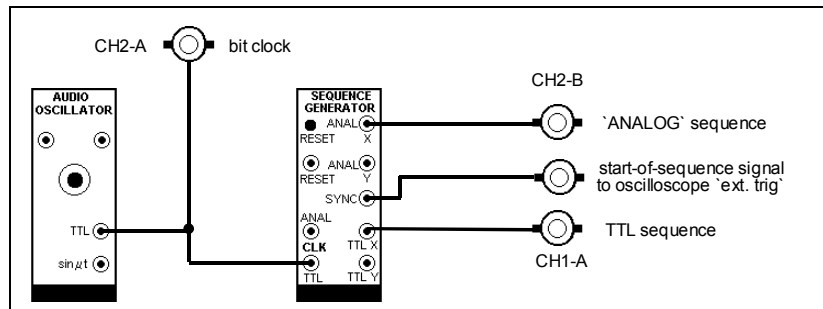 CH2-A
bit clock
AUDIO
OSCILLATOR
TTL
sinμt
SEQUENCE
GENERATOR
ANAL
X
RESET
ANAL
RESET
Y
SYNC
ANAL
CLK
TTL X
TTL
TTL Y
CH2-B
`ANALOG` sequence
start-of-sequence signal
to oscilloscope `ext. trig`
TTL sequence
CH1-A